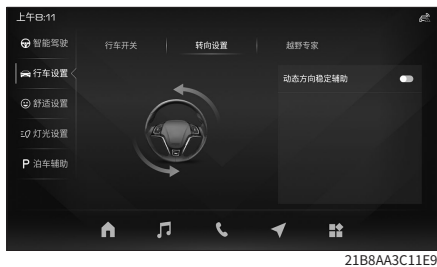 上午8:11
智能驾驶
行车开关
转向设置
越野专家
行车设置
动态方向稳定辅助
舒适设置
灯光设置
P 泊车辅助
21B8AA3C11E9